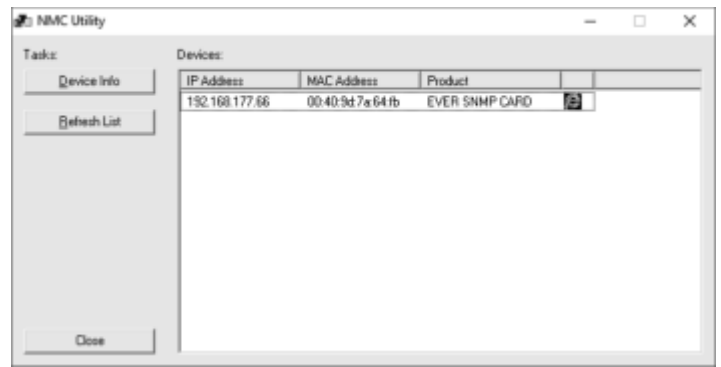 NMC Utility
Tasks:
Devices:
Device Info
Refresh List
IP Address MAC Address Product
192.168.177.66 00:40:9d:7a:64:fb EVER SNMP CARD
Close